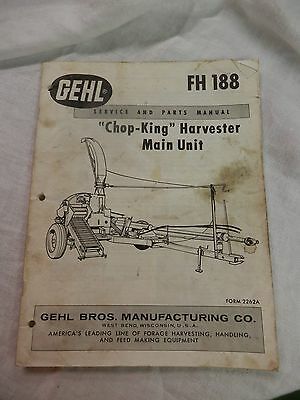 GEHL
FH 188
SERVICE AND PARTS MANUAL
"Chop-King" Harvester
Main Unit
FORM 2262A
GEHL BROS. MANUFACTURING CO.
WEST BEND, WISCONSIN, U.S.A.
AMERICA'S LEADING LINE OF FORAGE HARVESTING, HANDLING,
AND FEED MAKING EQUIPMENT